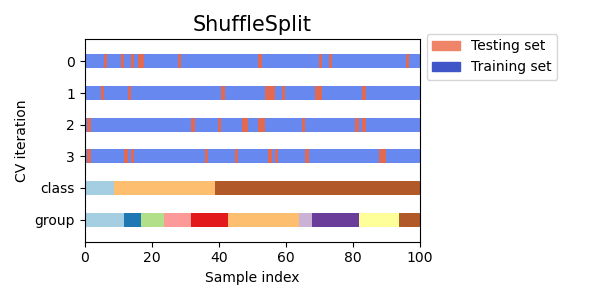 ShuffleSplit
Testing set
Training set
CV iteration
0
1
2
3
class
group
0 20 40 60 80 100
Sample index